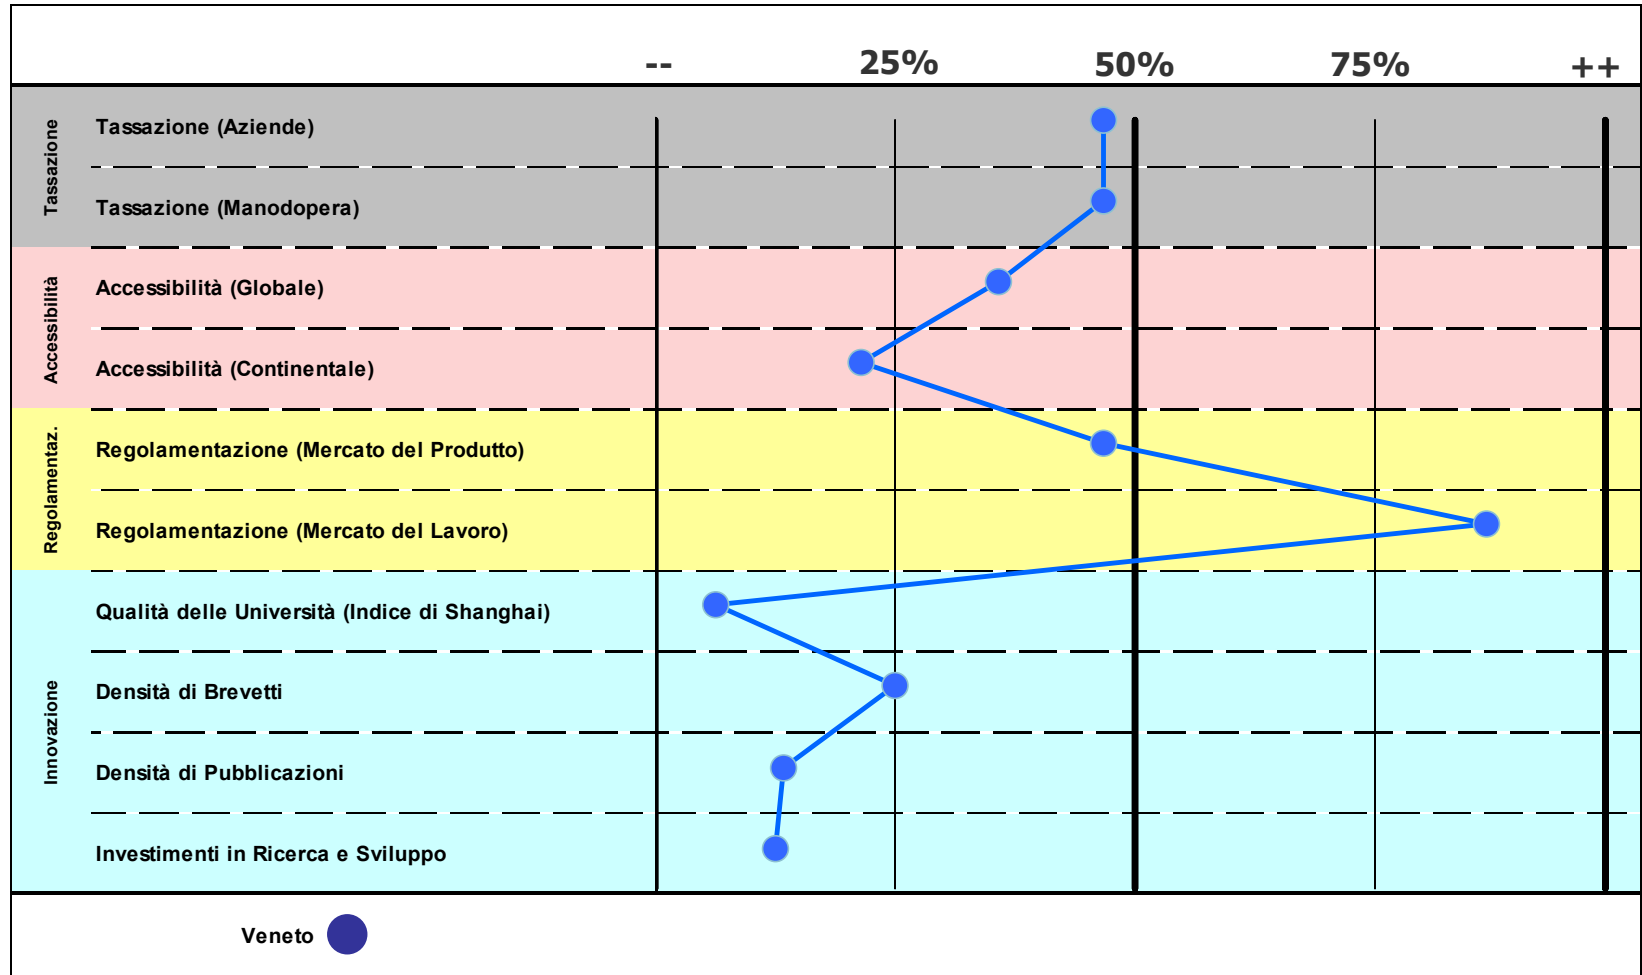 -- 25% 50% 75% ++
Tassazione
Tassazione (Aziende)
Tassazione (Manodopera)
Accessibilità
Accessibilità (Globale)
Accessibilità (Continentale)
Regolamentaz.
Regolamentazione (Mercato del Produtto)
Regolamentazione (Mercato del Lavoro)
Innovazione
Qualità delle Università (Indice di Shanghai)
Densità di Brevetti
Densità di Pubblicazioni
Investimenti in Ricerca e Sviluppo
Veneto